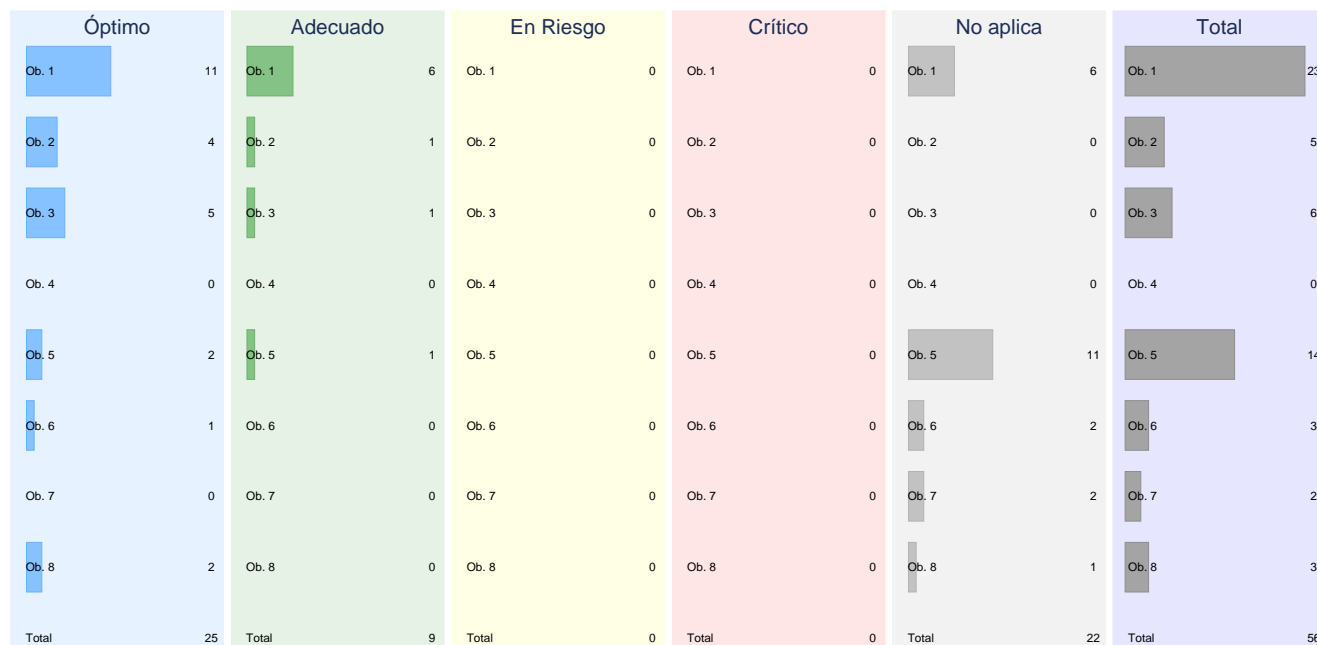 Óptimo Adecuado En Riesgo Crítico No aplica Total
Ob. 1 11 Ob. 1 6 Ob. 1 0 Ob. 1 0 Ob. 1 6 Ob. 1 23
Ob. 2 4 Ob. 2 1 Ob. 2 0 Ob. 2 0 Ob. 2 0 Ob. 2 5
Ob. 3 5 Ob. 3 1 Ob. 3 0 Ob. 3 0 Ob. 3 0 Ob. 3 6
Ob. 4 0 Ob. 4 0 Ob. 4 0 Ob. 4 0 Ob. 4 0 Ob. 4 0
Ob. 5 2 Ob. 5 1 Ob. 5 0 Ob. 5 0 Ob. 5 11 Ob. 5 14
Ob. 6 1 Ob. 6 0 Ob. 6 0 Ob. 6 0 Ob. 6 2 Ob. 6 3
Ob. 7 0 Ob. 7 0 Ob. 7 0 Ob. 7 0 Ob. 7 2 Ob. 7 2
Ob. 8 2 Ob. 8 0 Ob. 8 0 Ob. 8 0 Ob. 8 1 Ob. 8 3
Total 25 Total 9 Total 0 Total 0 Total 22 Total 56